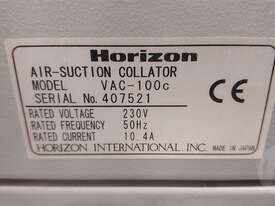 Horizon
AIR-SUCTION COLLATOR
MODEL VAC-100c
SERIAL No. 407521
RATED VOLTAGE 230V
RATED FREQUENCY 50Hz
RATED CURRENT 10.4A
HORIZON INTERNATIONAL INC. MADE IN JAPAN
CE